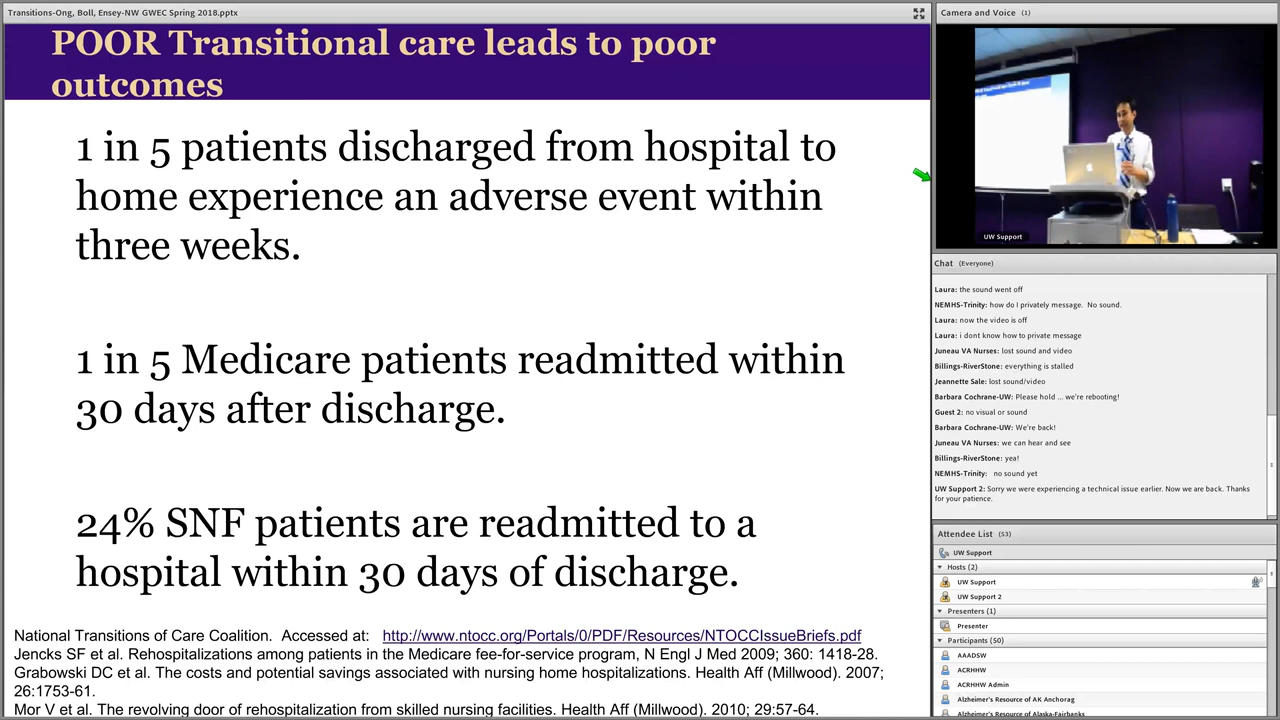 Transitions-Ong, Boll, Ensey-NW GWEC Spring 2018.pptx
POOR Transitional care leads to poor
outcomes
1 in 5 patients discharged from hospital to
home experience an adverse event within
three weeks.
1 in 5 Medicare patients readmitted within
30 days after discharge.
24% SNF patients are readmitted to a
hospital within 30 days of discharge.
National Transitions of Care Coalition. Accessed at: http://www.ntocc.org/Portals/0/PDF/Resources/NTOCCIssueBriefs.pdf
Jencks SF et al. Rehospitalizations among patients in the Medicare fee-for-service program, N Engl J Med 2009; 360: 1418-28.
Grabowski DC et al. The costs and potential savings associated with nursing home hospitalizations. Health Aff (Millwood). 2007;
26:1753-61.
Mor V et al. The revolving door of rehospitalization from skilled nursing facilities. Health Aff (Millwood). 2010; 29:57-64.
Camera and Voice (1)
UW Support
Chat (Everyone)
Laura: the sound went off
NEMHS-Trinity: how do I privately message. No sound.
Laura: now the video is off
Laura: i dont know how to private message
Juneau VA Nurses: lost sound and video
Billings-RiverStone: everything is stalled
Jeannette Sale: lost sound/video
Barbara Cochrane-UW: Please hold ... we're rebooting!
Guest 2: no visual or sound
Barbara Cochrane-UW: We're back!
Juneau VA Nurses: we can hear and see
Billings-RiverStone: yea!
NEMHS-Trinity: no sound yet
UW Support 2: Sorry we were experiencing a technical issue earlier. Now we are back. Thanks
for your patience.
Attendee List (53)
UW Support
Hosts (2)
UW Support
UW Support 2
Presenters (1)
Presenter
Participants (50)
AAADSW
ACRHHW
ACRHHW Admin
Alzheimer's Resource of AK Anchorag
Alzheimer's Resource of Alaska-Fairbanks